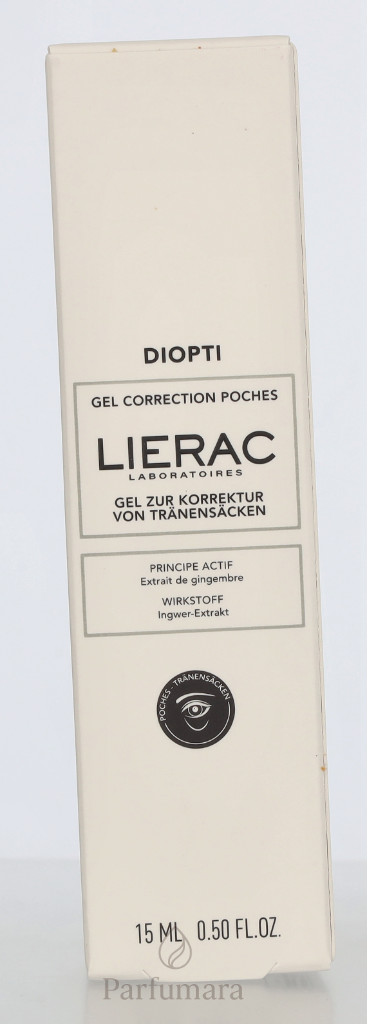 DIOPTI
GEL CORRECTION POCHES
LIERAC
LABORATOIRES
GEL ZUR KORREKTUR
VON TRÄNENSÄCKEN
PRINCIPE ACTIF
Extrait de gingembre
WIRKSTOFF
Ingwer-Extrakt
POCHES - TRÄNENSÄCKEN
15 ML 0.50 FL.OZ.
Parfumara